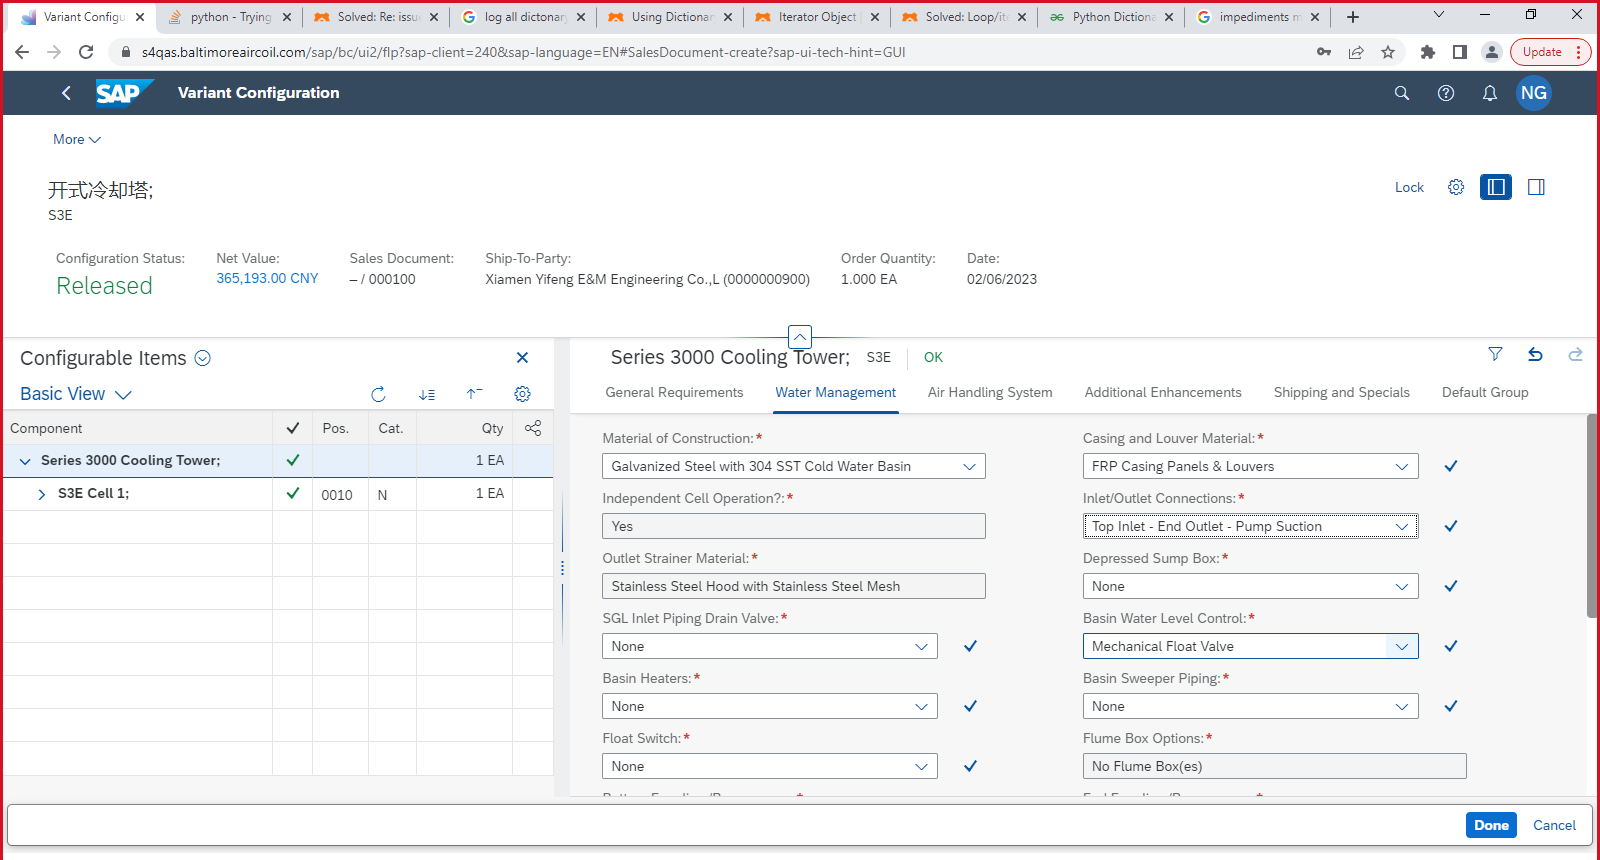 Variant Configu
python - Trying
Solved: Re: issu
log all dictonar
Using Dictionar
Iterator Object
Solved: Loop/ite
Python Dictiona
impediments m
s4qas.baltimoreaircoil.com/sap/bc/ui2/flp?sap-client=240&sap-language=EN#SalesDocument-create?sap-ui-tech-hint=GUI
Update
SAP
Variant Configuration
NG
More
开式冷却塔;
S3E
Lock
Configuration Status:
Released
Net Value:
365,193.00 CNY
Sales Document:
– / 000100
Ship-To-Party:
Xiamen Yifeng E&M Engineering Co.,L (0000000900)
Order Quantity:
1.000 EA
Date:
02/06/2023
Configurable Items
Basic View
Component Pos. Cat. Qty
Series 3000 Cooling Tower; 1 EA
S3E Cell 1; 0010 N 1 EA
Series 3000 Cooling Tower; S3E OK
General Requirements Water Management Air Handling System Additional Enhancements Shipping and Specials Default Group
Material of Construction:*
Galvanized Steel with 304 SST Cold Water Basin
Casing and Louver Material:*
FRP Casing Panels & Louvers
Independent Cell Operation?:*
Yes
Inlet/Outlet Connections:*
Top Inlet - End Outlet - Pump Suction
Outlet Strainer Material:*
Stainless Steel Hood with Stainless Steel Mesh
Depressed Sump Box:*
None
SGL Inlet Piping Drain Valve:*
None
Basin Water Level Control:*
Mechanical Float Valve
Basin Heaters:*
None
Basin Sweeper Piping:*
None
Float Switch:*
None
Flume Box Options:*
No Flume Box(es)
Done Cancel